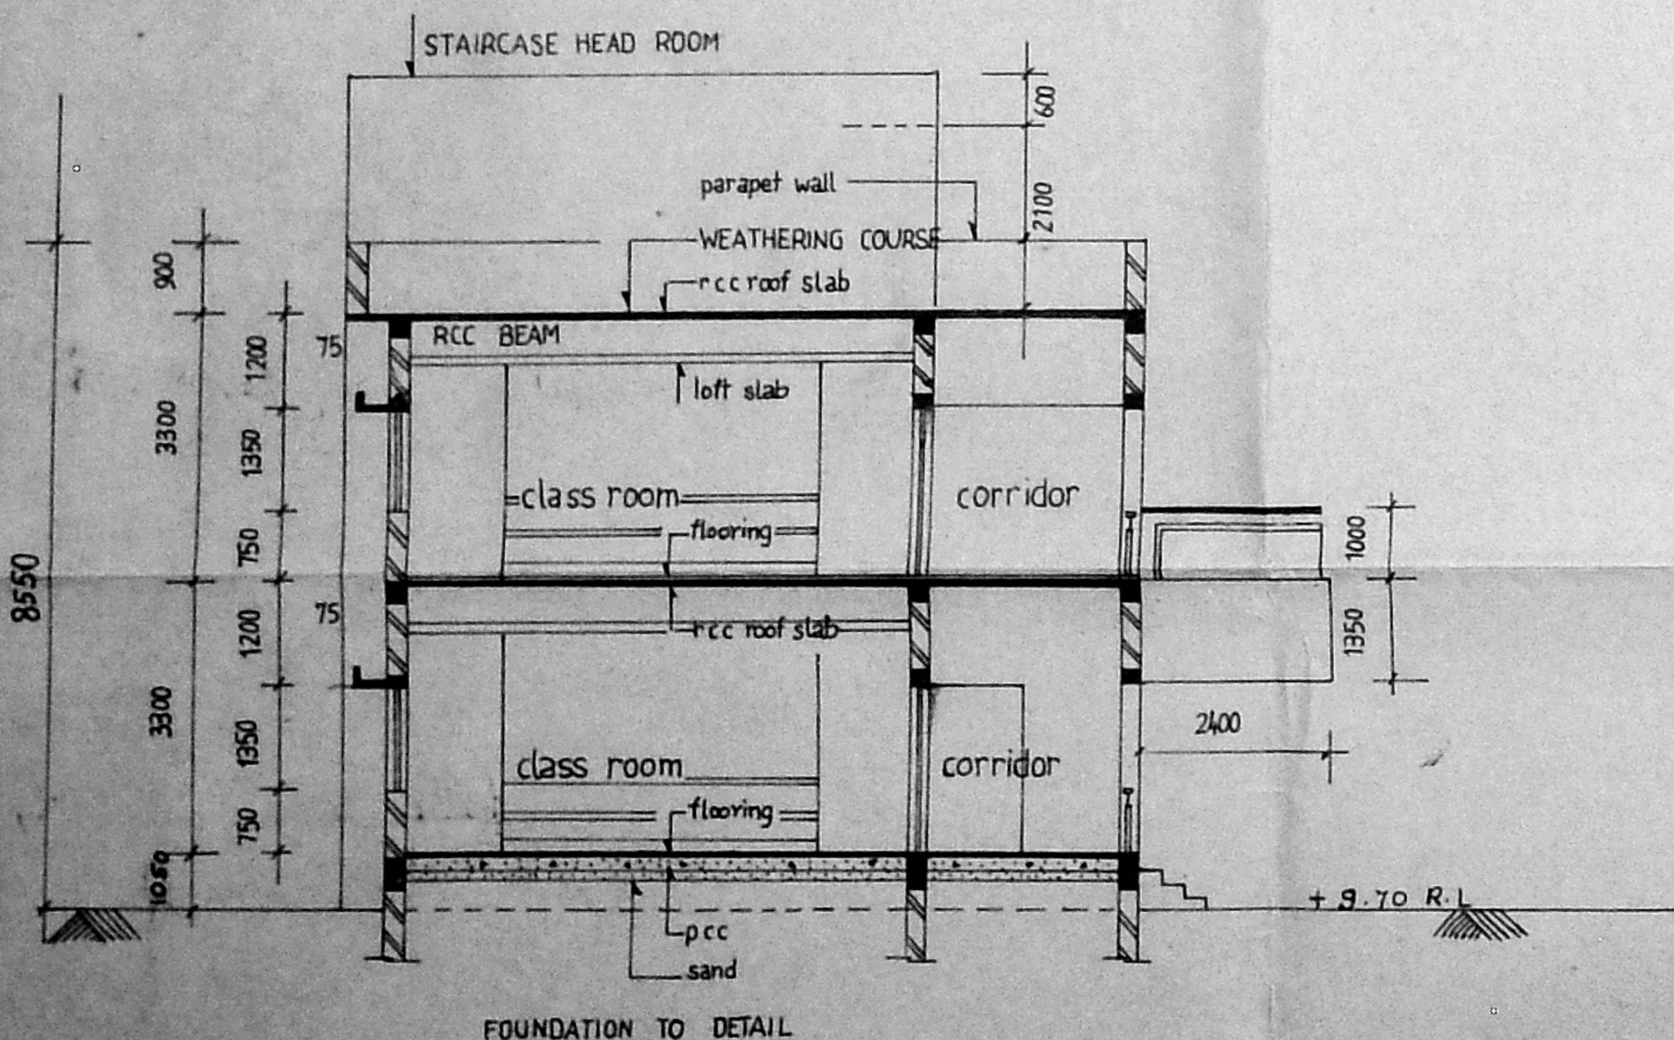 STAIRCASE HEAD ROOM
600
parapet wall
2100
WEATHERING COURSE
900
rcc roof slab
75
RCC BEAM
1200
loft slab
3300
1350
class room
corridor
flooring
750
1000
8550
75
rcc roof slab
1200
1350
3300
2400
1350
class room
corridor
flooring
750
1050
+ 9.70 R.L
pcc
sand
FOUNDATION TO DETAIL